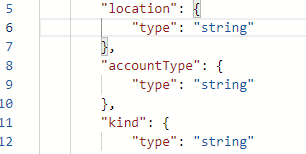 5 "location": {
6 "type": "string"
7 },
8 "accountType": {
9 "type": "string"
10 },
11 "kind": {
12 "type": "string"